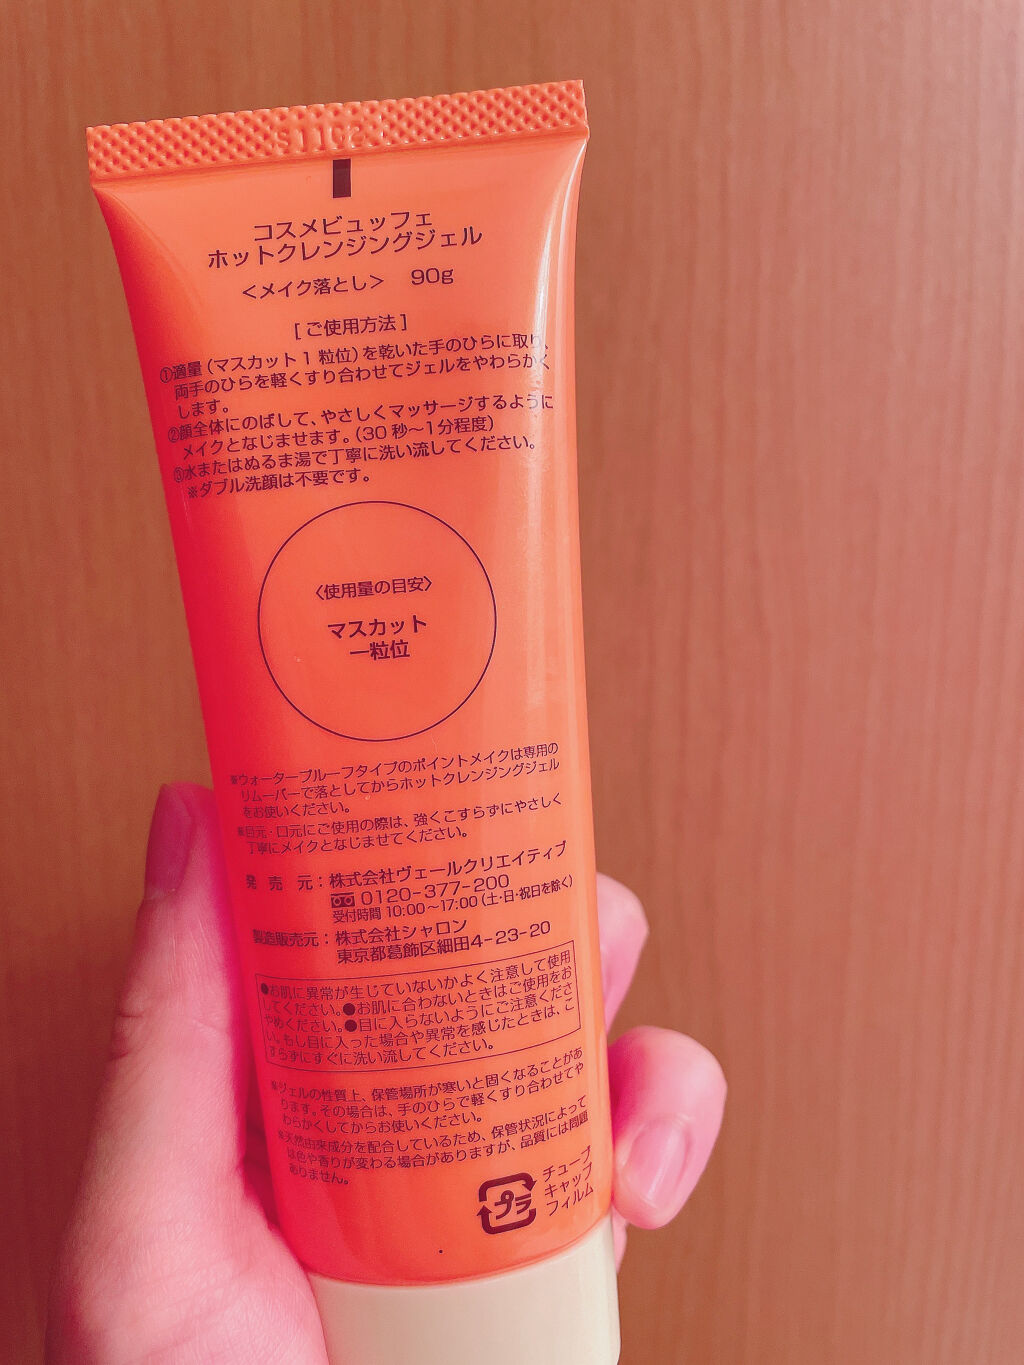 コスメビュッフェ
ホットクレンジングジェル
＜メイク落とし＞ 90g
[ご使用方法]
①適量(マスカット1粒位)を乾いた手のひらに取り、
両手のひらを軽くすり合わせてジェルをやわらかく
します。
②顔全体にのばして、やさしくマッサージするように
メイクとなじませます。(30秒〜1分程度)
③水またはぬるま湯で丁寧に洗い流してください。
※ダブル洗顔は不要です。
〈使用量の目安〉
マスカット
一粒位
※ウォータープルーフタイプのポイントメイクは専用の
リムーバーで落としてからホットクレンジングジェル
をお使いください。
※目元・口元にご使用の際は、強くこすらずにやさしく
丁寧にメイクとなじませてください。
発売元：株式会社ヴェールクリエイティブ
0120-377-200
受付時間 10:00〜17:00(土・日・祝日を除く)
製造販売元：株式会社シャロン
東京都葛飾区細田4-23-20
●お肌に異常が生じていないかよく注意して使用
してください。●お肌に合わないときはご使用をお
やめください。●目に入らないようにご注意くださ
い。もし目に入った場合や異常を感じたときは、こ
すらずにすぐに洗い流してください。
※ジェルの性質上、保管場所が寒いと固くなることがあ
ります。その場合は、手のひらで軽くすり合わせてや
わらかくしてからお使いください。
※天然由来成分を配合しているため、保管状況によって
は色や香りが変わる場合がありますが、品質には問題
ありません。
プラ
チューブ
キャップ
フィルム